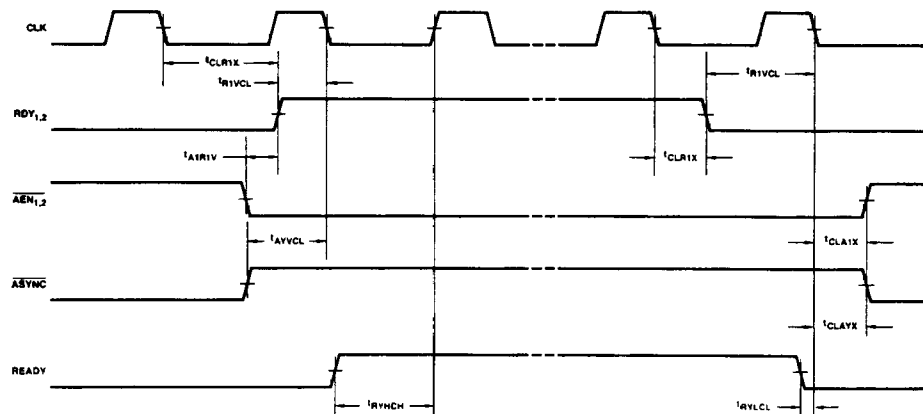 CLK
tCLR1X
tR1VCL
tR1VCL
RDY1,2
tA1R1V
tCLR1X
AEN1,2
tAYVCL
tCLA1X
ASYNC
tCLAYX
READY
tRYHCH
tRYLCL